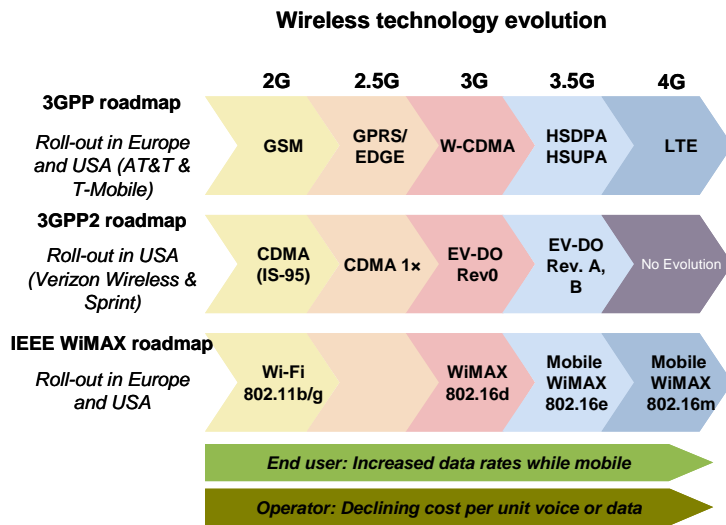 Wireless technology evolution
2G
2.5G
3G
3.5G
4G
3GPP roadmap
Roll-out in Europe
and USA (AT&T &
T-Mobile)
GSM
GPRS/
EDGE
W-CDMA
HSDPA
HSUPA
LTE
3GPP2 roadmap
Roll-out in USA
(Verizon Wireless &
Sprint)
CDMA
(IS-95)
CDMA 1×
EV-DO
Rev0
EV-DO
Rev. A,
B
No Evolution
IEEE WiMAX roadmap
Roll-out in Europe
and USA
Wi-Fi
802.11b/g
WiMAX
802.16d
Mobile
WiMAX
802.16e
Mobile
WiMAX
802.16m
End user: Increased data rates while mobile
Operator: Declining cost per unit voice or data